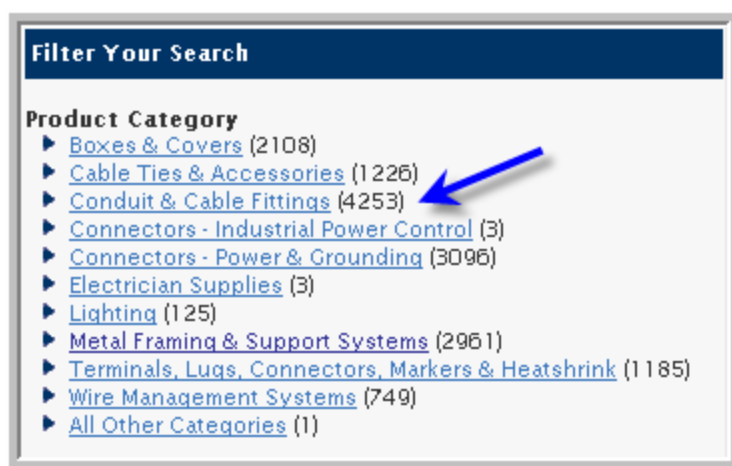 Filter Your Search
Product Category
Boxes & Covers (2108)
Cable Ties & Accessories (1226)
Conduit & Cable Fittings (4253)
Connectors - Industrial Power Control (3)
Connectors - Power & Grounding (3096)
Electrician Supplies (3)
Lighting (125)
Metal Framing & Support Systems (2961)
Terminals, Lugs, Connectors, Markers & Heatshrink (1185)
Wire Management Systems (749)
All Other Categories (1)